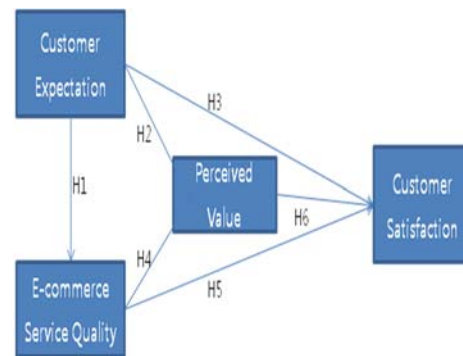 Customer
Expectation
H3
H2
H1
Perceived
Value
Customer
Satisfaction
H6
H4
E-commerce
Service Quality
H5